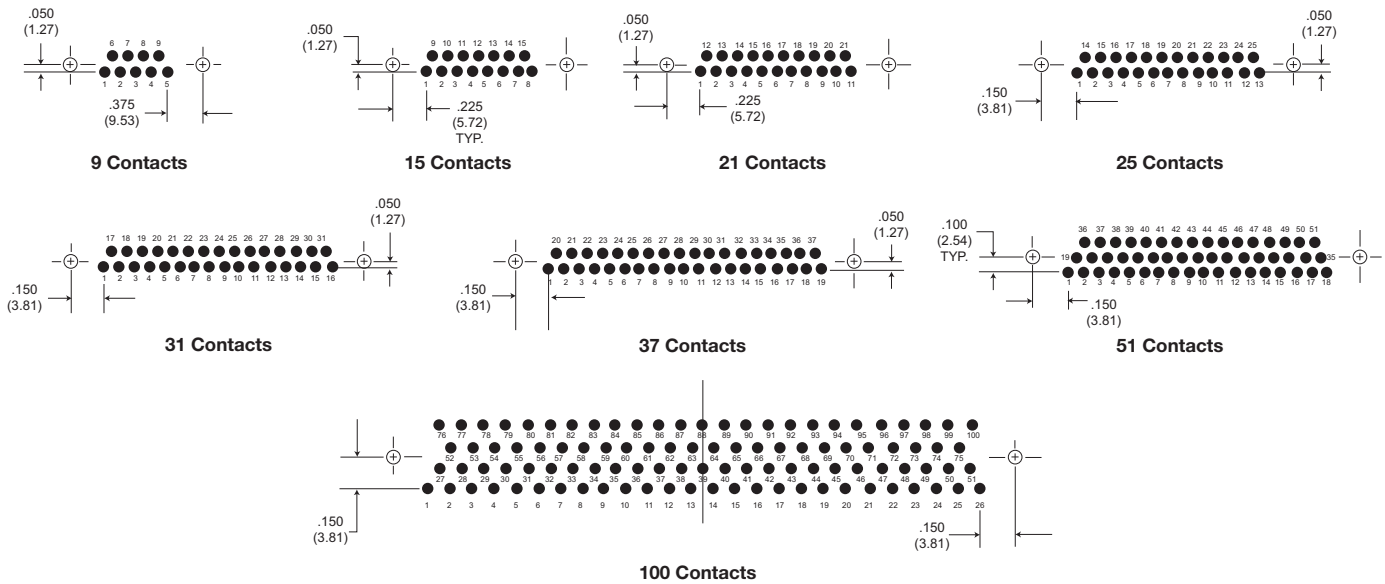 .050
(1.27)
6 7 8 9
1 2 3 4 5
.375
(9.53)
9 Contacts
.050
(1.27)
9 10 11 12 13 14 15
1 2 3 4 5 6 7 8
.225
(5.72)
TYP.
15 Contacts
.050
(1.27)
12 13 14 15 16 17 18 19 20 21
1 2 3 4 5 6 7 8 9 10 11
.225
(5.72)
21 Contacts
.050
(1.27)
14 15 16 17 18 19 20 21 22 23 24 25
1 2 3 4 5 6 7 8 9 10 11 12 13
.150
(3.81)
25 Contacts
.050
(1.27)
17 18 19 20 21 22 23 24 25 26 27 28 29 30 31
1 2 3 4 5 6 7 8 9 10 11 12 13 14 15 16
.150
(3.81)
31 Contacts
.050
(1.27)
20 21 22 23 24 25 26 27 28 29 30 31 32 33 34 35 36 37
1 2 3 4 5 6 7 8 9 10 11 12 13 14 15 16 17 18 19
.150
(3.81)
37 Contacts
.100
(2.54)
TYP.
36 37 38 39 40 41 42 43 44 45 46 47 48 49 50 51
19 35
1 2 3 4 5 6 7 8 9 10 11 12 13 14 15 16 17 18
.150
(3.81)
51 Contacts
76 77 78 79 80 81 82 83 84 85 86 87 88 89 90 91 92 93 94 95 96 97 98 99 100
52 53 54 55 56 57 58 59 60 61 62 63 64 65 66 67 68 69 70 71 72 73 74 75
27 28 29 30 31 32 33 34 35 36 37 38 39 40 41 42 43 44 45 46 47 48 49 50 51
1 2 3 4 5 6 7 8 9 10 11 12 13 14 15 16 17 18 19 20 21 22 23 24 25 26
.150
(3.81)
.150
(3.81)
100 Contacts